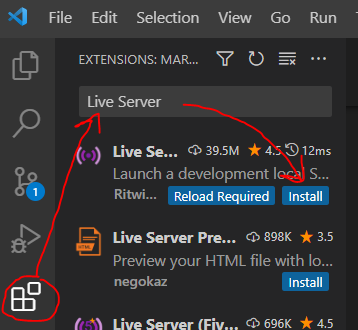 File Edit Selection View Go Run T
EXTENSIONS: MAR...
Live Server
Live Se... 39.5M 4.5 12ms
Launch a development local S...
Ritwi... Reload Required Install
Live Server Pre... 898K 3.5
Preview your HTML file with lo...
negokaz Install
Live Server (Fiv... 696K 4.5
1